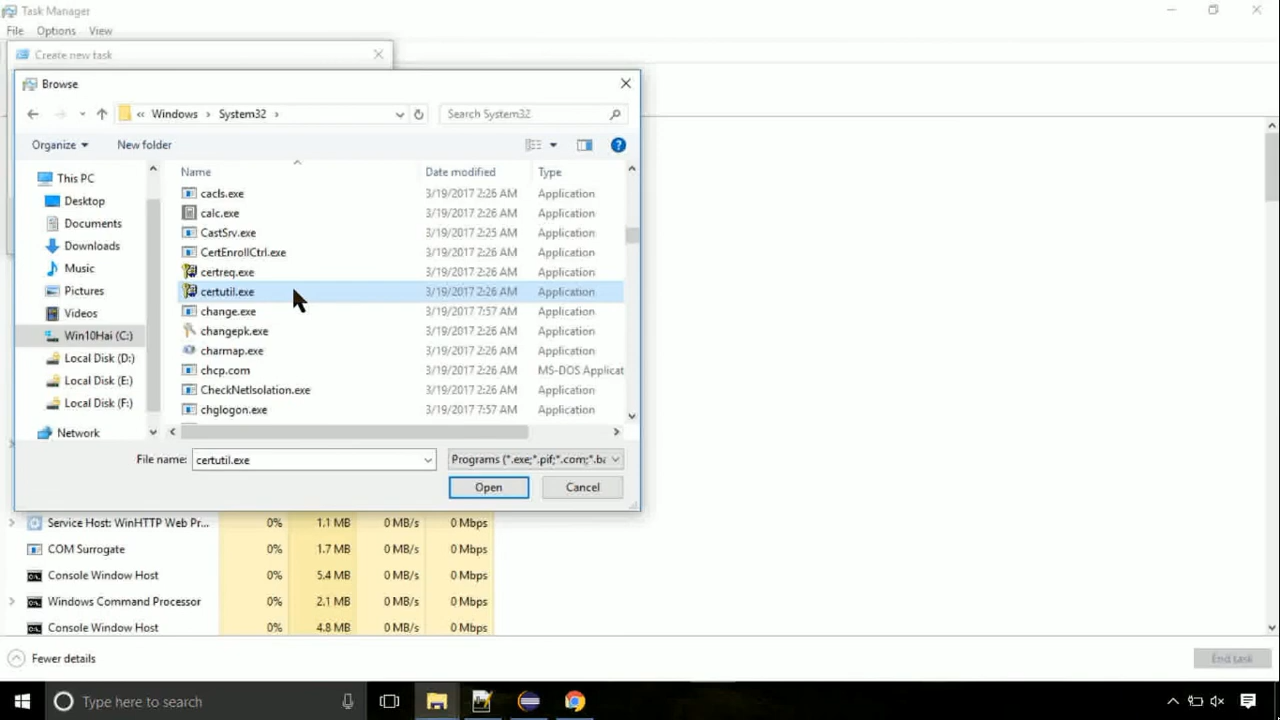 Task Manager
File Options View
Create new task
Browse
« Windows › System32 ›
Search System32
Organize New folder
Name Date modified Type
This PC
Desktop
Documents
Downloads
Music
Pictures
Videos
Win10Hai (C:)
Local Disk (D:)
Local Disk (E:)
Local Disk (F:)
Network
cacls.exe 3/19/2017 2:26 AM Application
calc.exe 3/19/2017 2:26 AM Application
CastSrv.exe 3/19/2017 2:25 AM Application
CertEnrollCtrl.exe 3/19/2017 2:26 AM Application
certreq.exe 3/19/2017 2:26 AM Application
certutil.exe 3/19/2017 2:26 AM Application
change.exe 3/19/2017 7:57 AM Application
changepk.exe 3/19/2017 2:26 AM Application
charmap.exe 3/19/2017 2:26 AM Application
chcp.com 3/19/2017 2:26 AM MS-DOS Applicat
CheckNetIsolation.exe 3/19/2017 2:26 AM Application
chglogon.exe 3/19/2017 7:57 AM Application
File name: certutil.exe Programs (*.exe;*.pif;*.com;*.ba
Open Cancel
Service Host: WinHTTP Web Pr... 0% 1.1 MB 0 MB/s 0 Mbps
COM Surrogate 0% 1.7 MB 0 MB/s 0 Mbps
Console Window Host 0% 5.4 MB 0 MB/s 0 Mbps
Windows Command Processor 0% 2.1 MB 0 MB/s 0 Mbps
Console Window Host 0% 4.8 MB 0 MB/s 0 Mbps
Fewer details End task
Type here to search